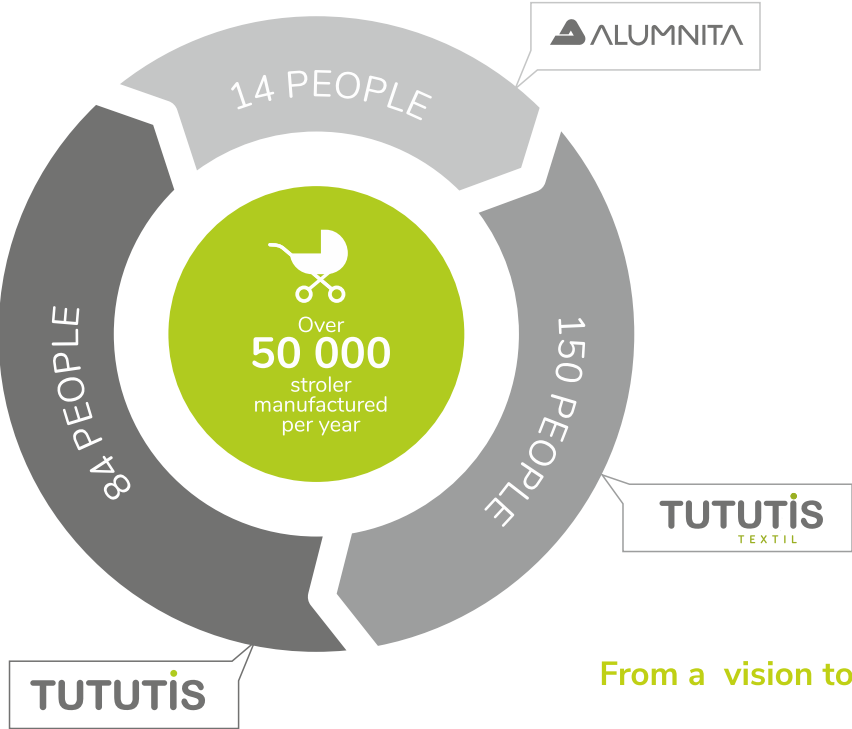 ALUMNITA
14 PEOPLE
84 PEOPLE
150 PEOPLE
Over
50 000
stroler
manufactured
per year
TUTUTiS
TEXTIL
From a vision to
TUTUTiS